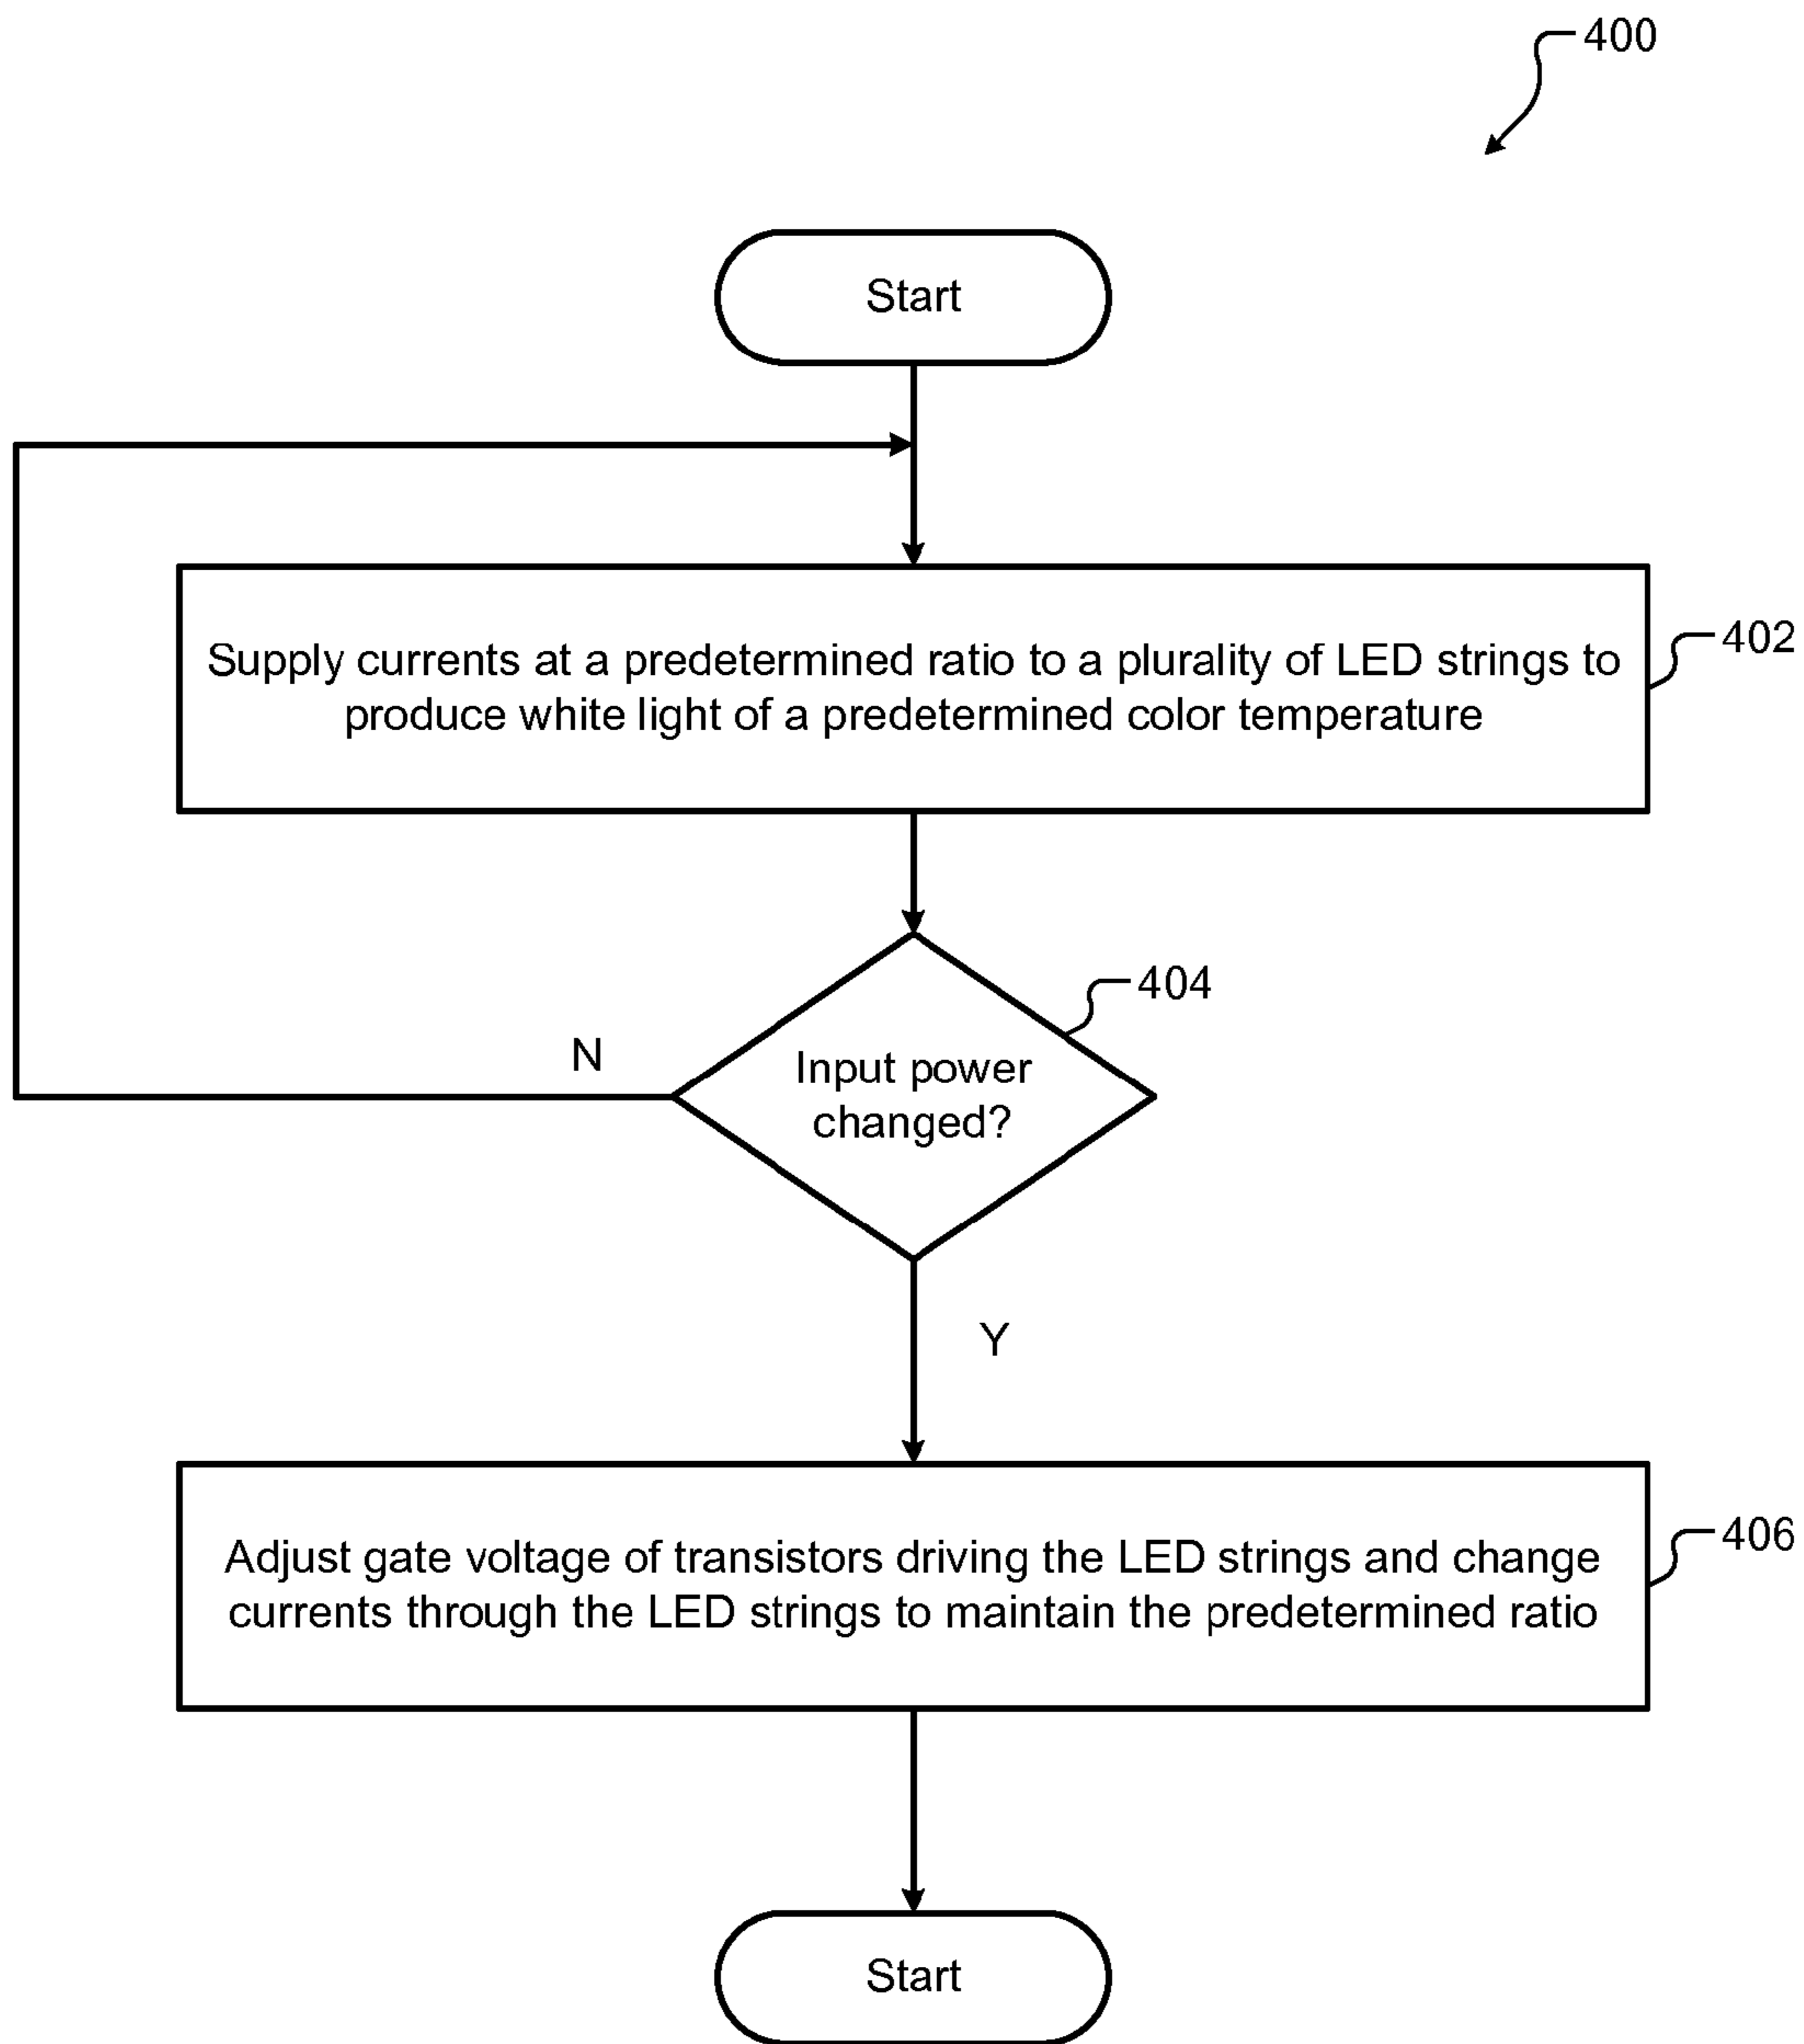 400
Start
Supply currents at a predetermined ratio to a plurality of LED strings to
produce white light of a predetermined color temperature
402
404
Input power
changed?
N
Y
Adjust gate voltage of transistors driving the LED strings and change
currents through the LED strings to maintain the predetermined ratio
406
Start